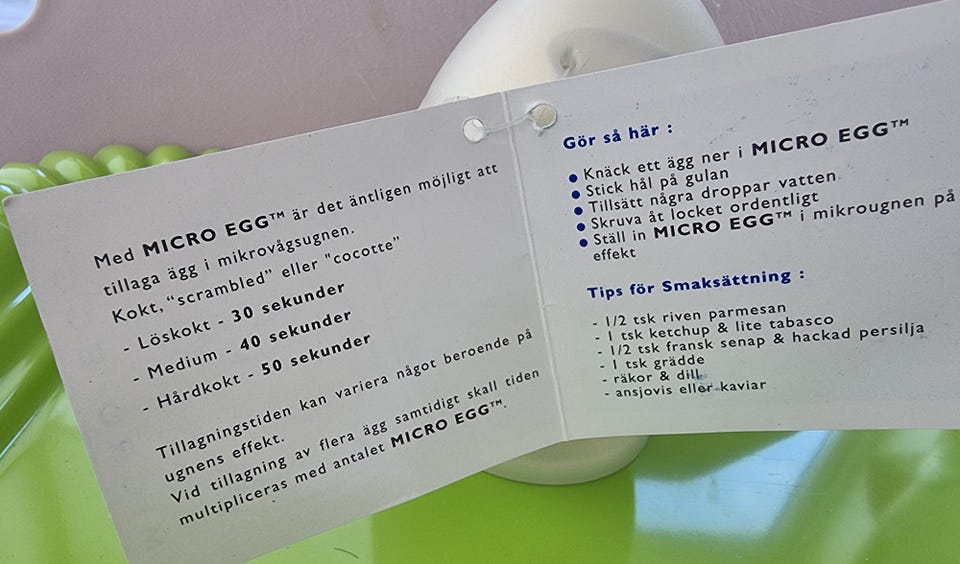 Med MICRO EGG™ är det äntligen möjligt att
tillaga ägg i mikrovågsugnen.
Kokt, "scrambled" eller "cocotte"
- Löskokt - 30 sekunder
- Medium - 40 sekunder
- Hårdkokt - 50 sekunder
Tillagningstiden kan variera något beroende på
ugnens effekt.
Vid tillagning av flera ägg samtidigt skall tiden
multipliceras med antalet MICRO EGG™.
Gör så här :
● Knäck ett ägg ner i MICRO EGG™
● Stick hål på gulan
● Tillsätt några droppar vatten
● Skruva åt locket ordentligt
● Ställ in MICRO EGG™ i mikrougnen på
effekt
Tips för Smaksättning :
- 1/2 tsk riven parmesan
- 1 tsk ketchup & lite tabasco
- 1/2 tsk fransk senap & hackad persilja
- 1 tsk grädde
- räkor & dill
- ansjovis eller kaviar